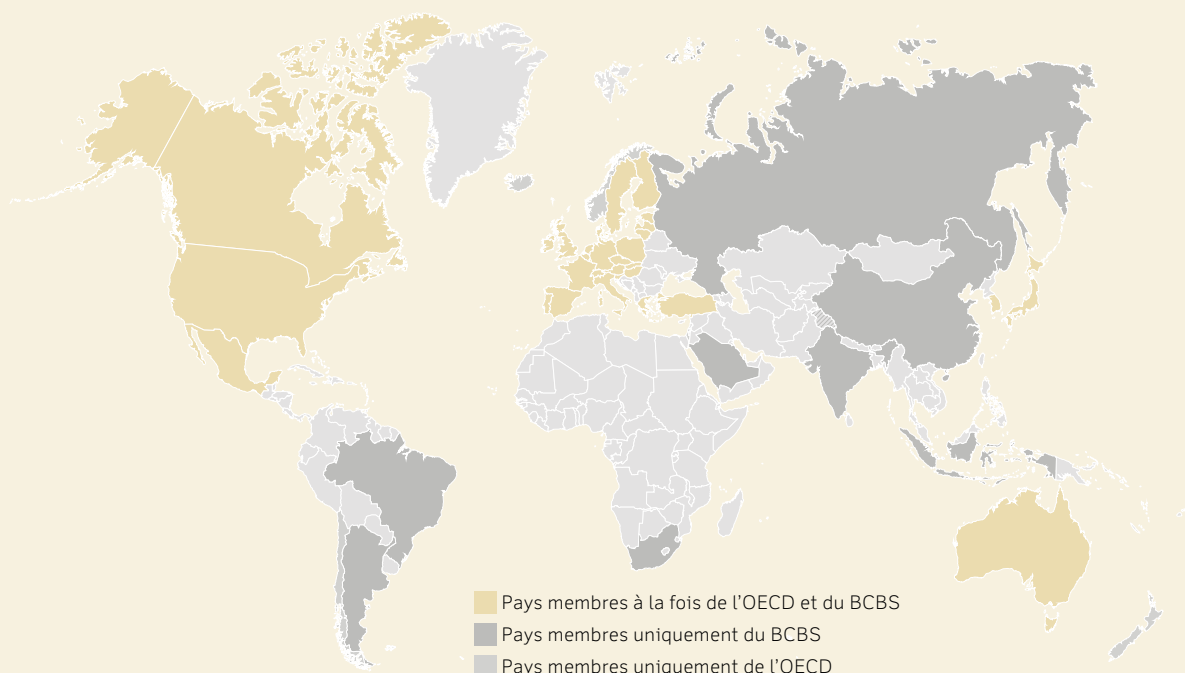 Pays membres à la fois de l’OECD et du BCBS
Pays membres uniquement du BCBS
Pays membres uniquement de l’OECD